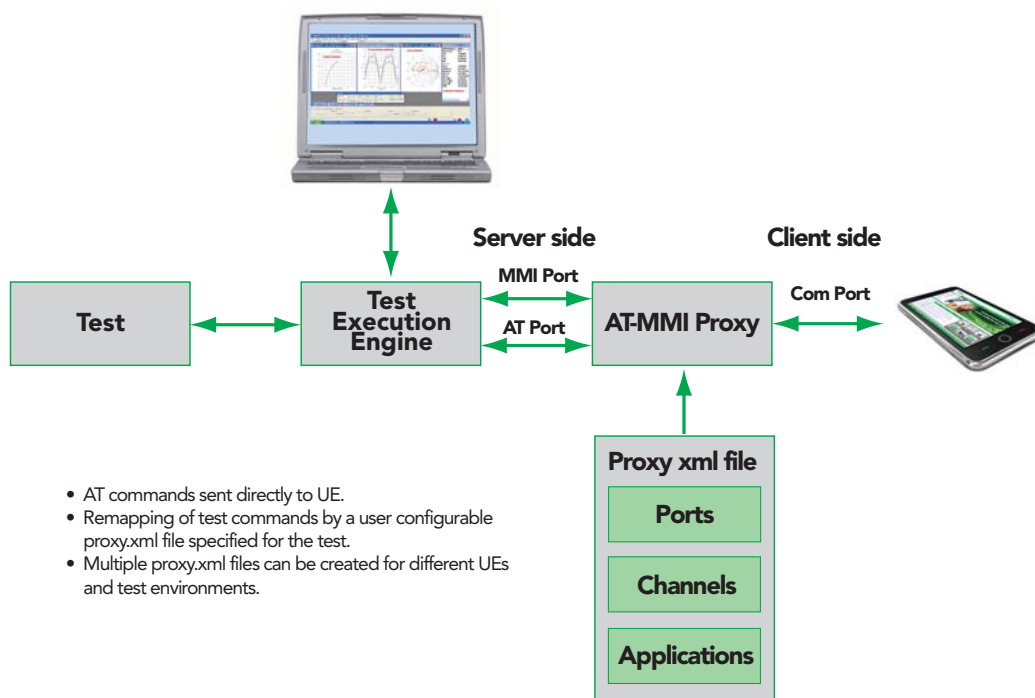 Server side
Client side
MMI Port
Com Port
Test
Test
Execution
Engine
AT Port
AT-MMI Proxy
Proxy xml file
Ports
Channels
Applications
• AT commands sent directly to UE.
• Remapping of test commands by a user configurable
proxy.xml file specified for the test.
• Multiple proxy.xml files can be created for different UEs
and test environments.